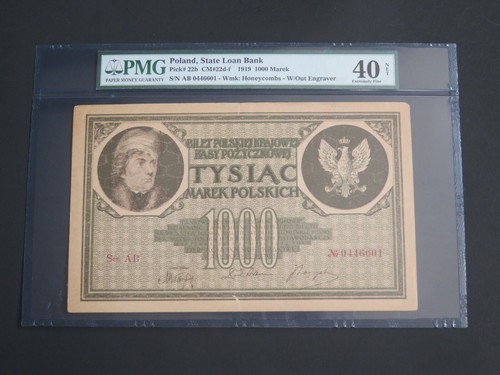 PMG
PAPER MONEY GUARANTY
Poland, State Loan Bank
Pick# 22b CM#22d-f 1919 1000 Marek
S/N AB 0446601 - Wmk: Honeycombs - W/Out Engraver
40 NET
Extremely Fine
BILET POLSKIEJ KRAJOWEJ
KASY POŻYCZKOWEJ
TYSIĄC
MAREK POLSKICH
1000
Ser. AB
№ 0446601